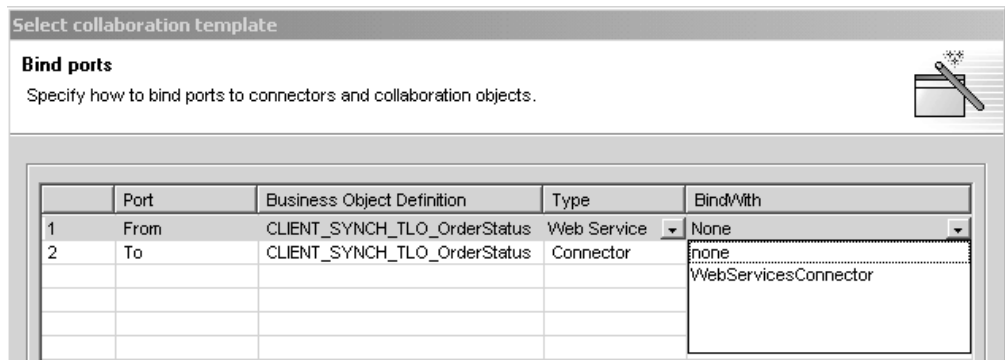 Select collaboration template
Bind ports
Specify how to bind ports to connectors and collaboration objects.
Port Business Object Definition Type BindWith
1 From CLIENT_SYNCH_TLO_OrderStatus Web Service None
2 To CLIENT_SYNCH_TLO_OrderStatus Connector none
WebServicesConnector